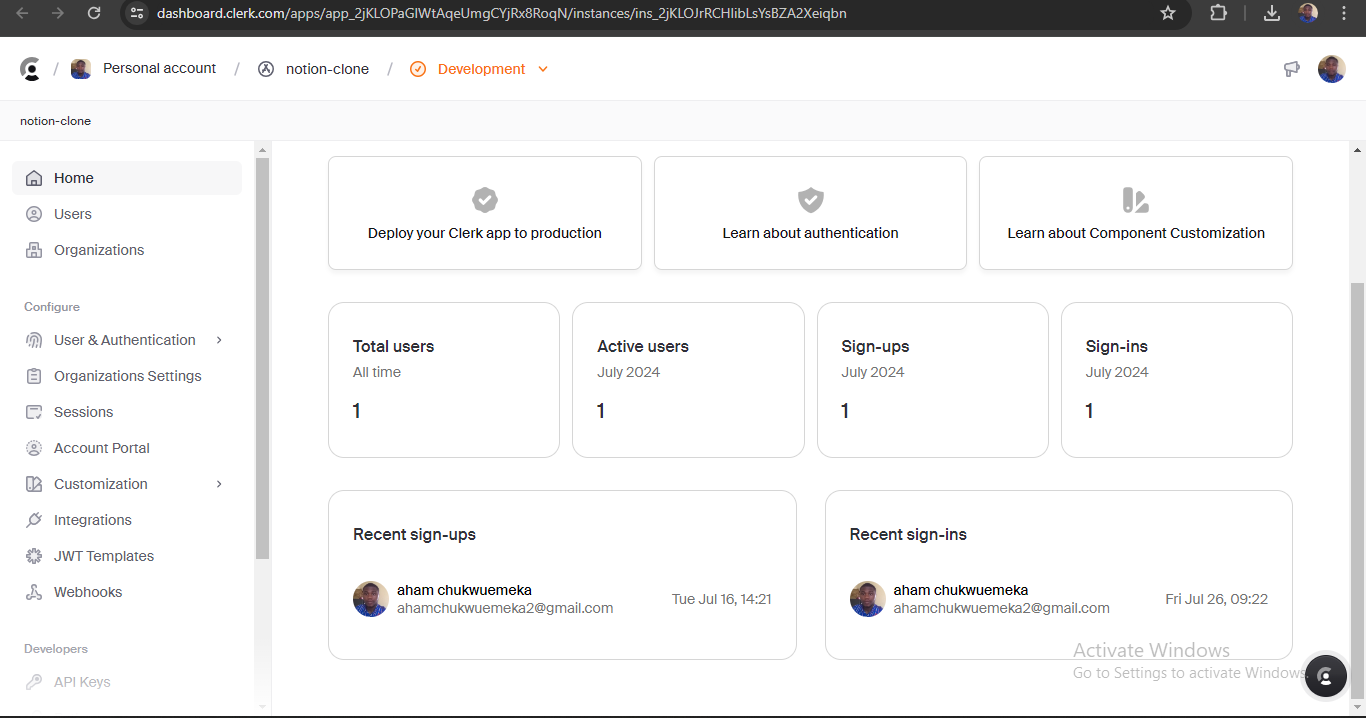 dashboard.clerk.com/apps/app_2jKLOPaGlWtAqeUmgCYjRx8RoqN/instances/ins_2jKLOJrRCHlibLsYsBZA2Xeiqbn
Personal account / notion-clone / Development
notion-clone
Home
Users
Organizations
Configure
User & Authentication
Organizations Settings
Sessions
Account Portal
Customization
Integrations
JWT Templates
Webhooks
Developers
API Keys
Deploy your Clerk app to production
Learn about authentication
Learn about Component Customization
Total users
All time
1
Active users
July 2024
1
Sign-ups
July 2024
1
Sign-ins
July 2024
1
Recent sign-ups
aham chukwuemeka
ahamchukwuemeka2@gmail.com
Tue Jul 16, 14:21
Recent sign-ins
aham chukwuemeka
ahamchukwuemeka2@gmail.com
Fri Jul 26, 09:22
Activate Windows
Go to Settings to activate Windows.